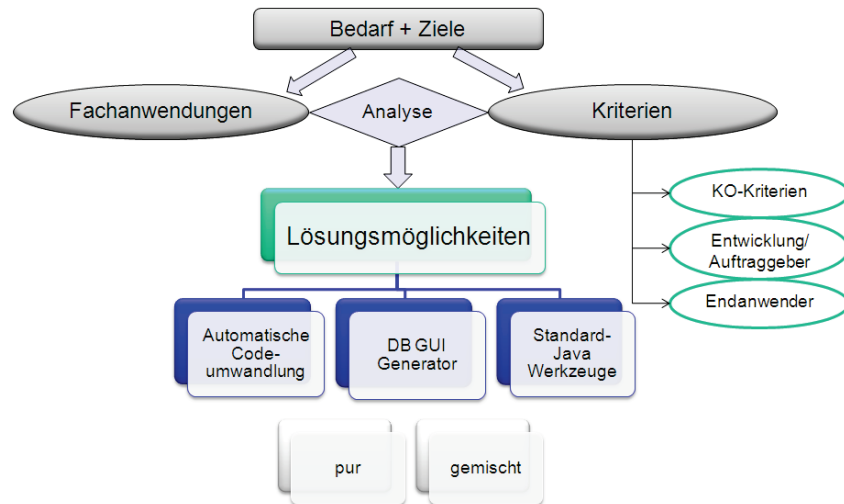 Bedarf + Ziele
Fachanwendungen
Analyse
Kriterien
KO-Kriterien
Entwicklung/
Auftraggeber
Endanwender
Lösungsmöglichkeiten
Automatische
Code-
umwandlung
DB GUI
Generator
Standard-
Java
Werkzeuge
pur
gemischt